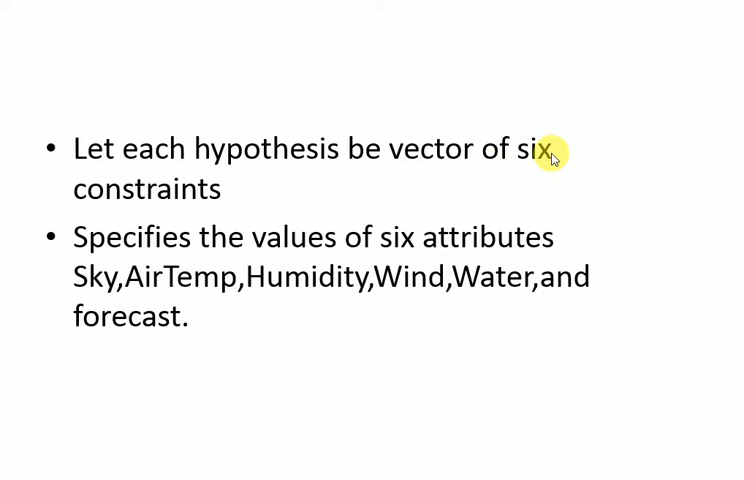 • Let each hypothesis be vector of six
constraints
• Specifies the values of six attributes
Sky,AirTemp,Humidity,Wind,Water,and
forecast.